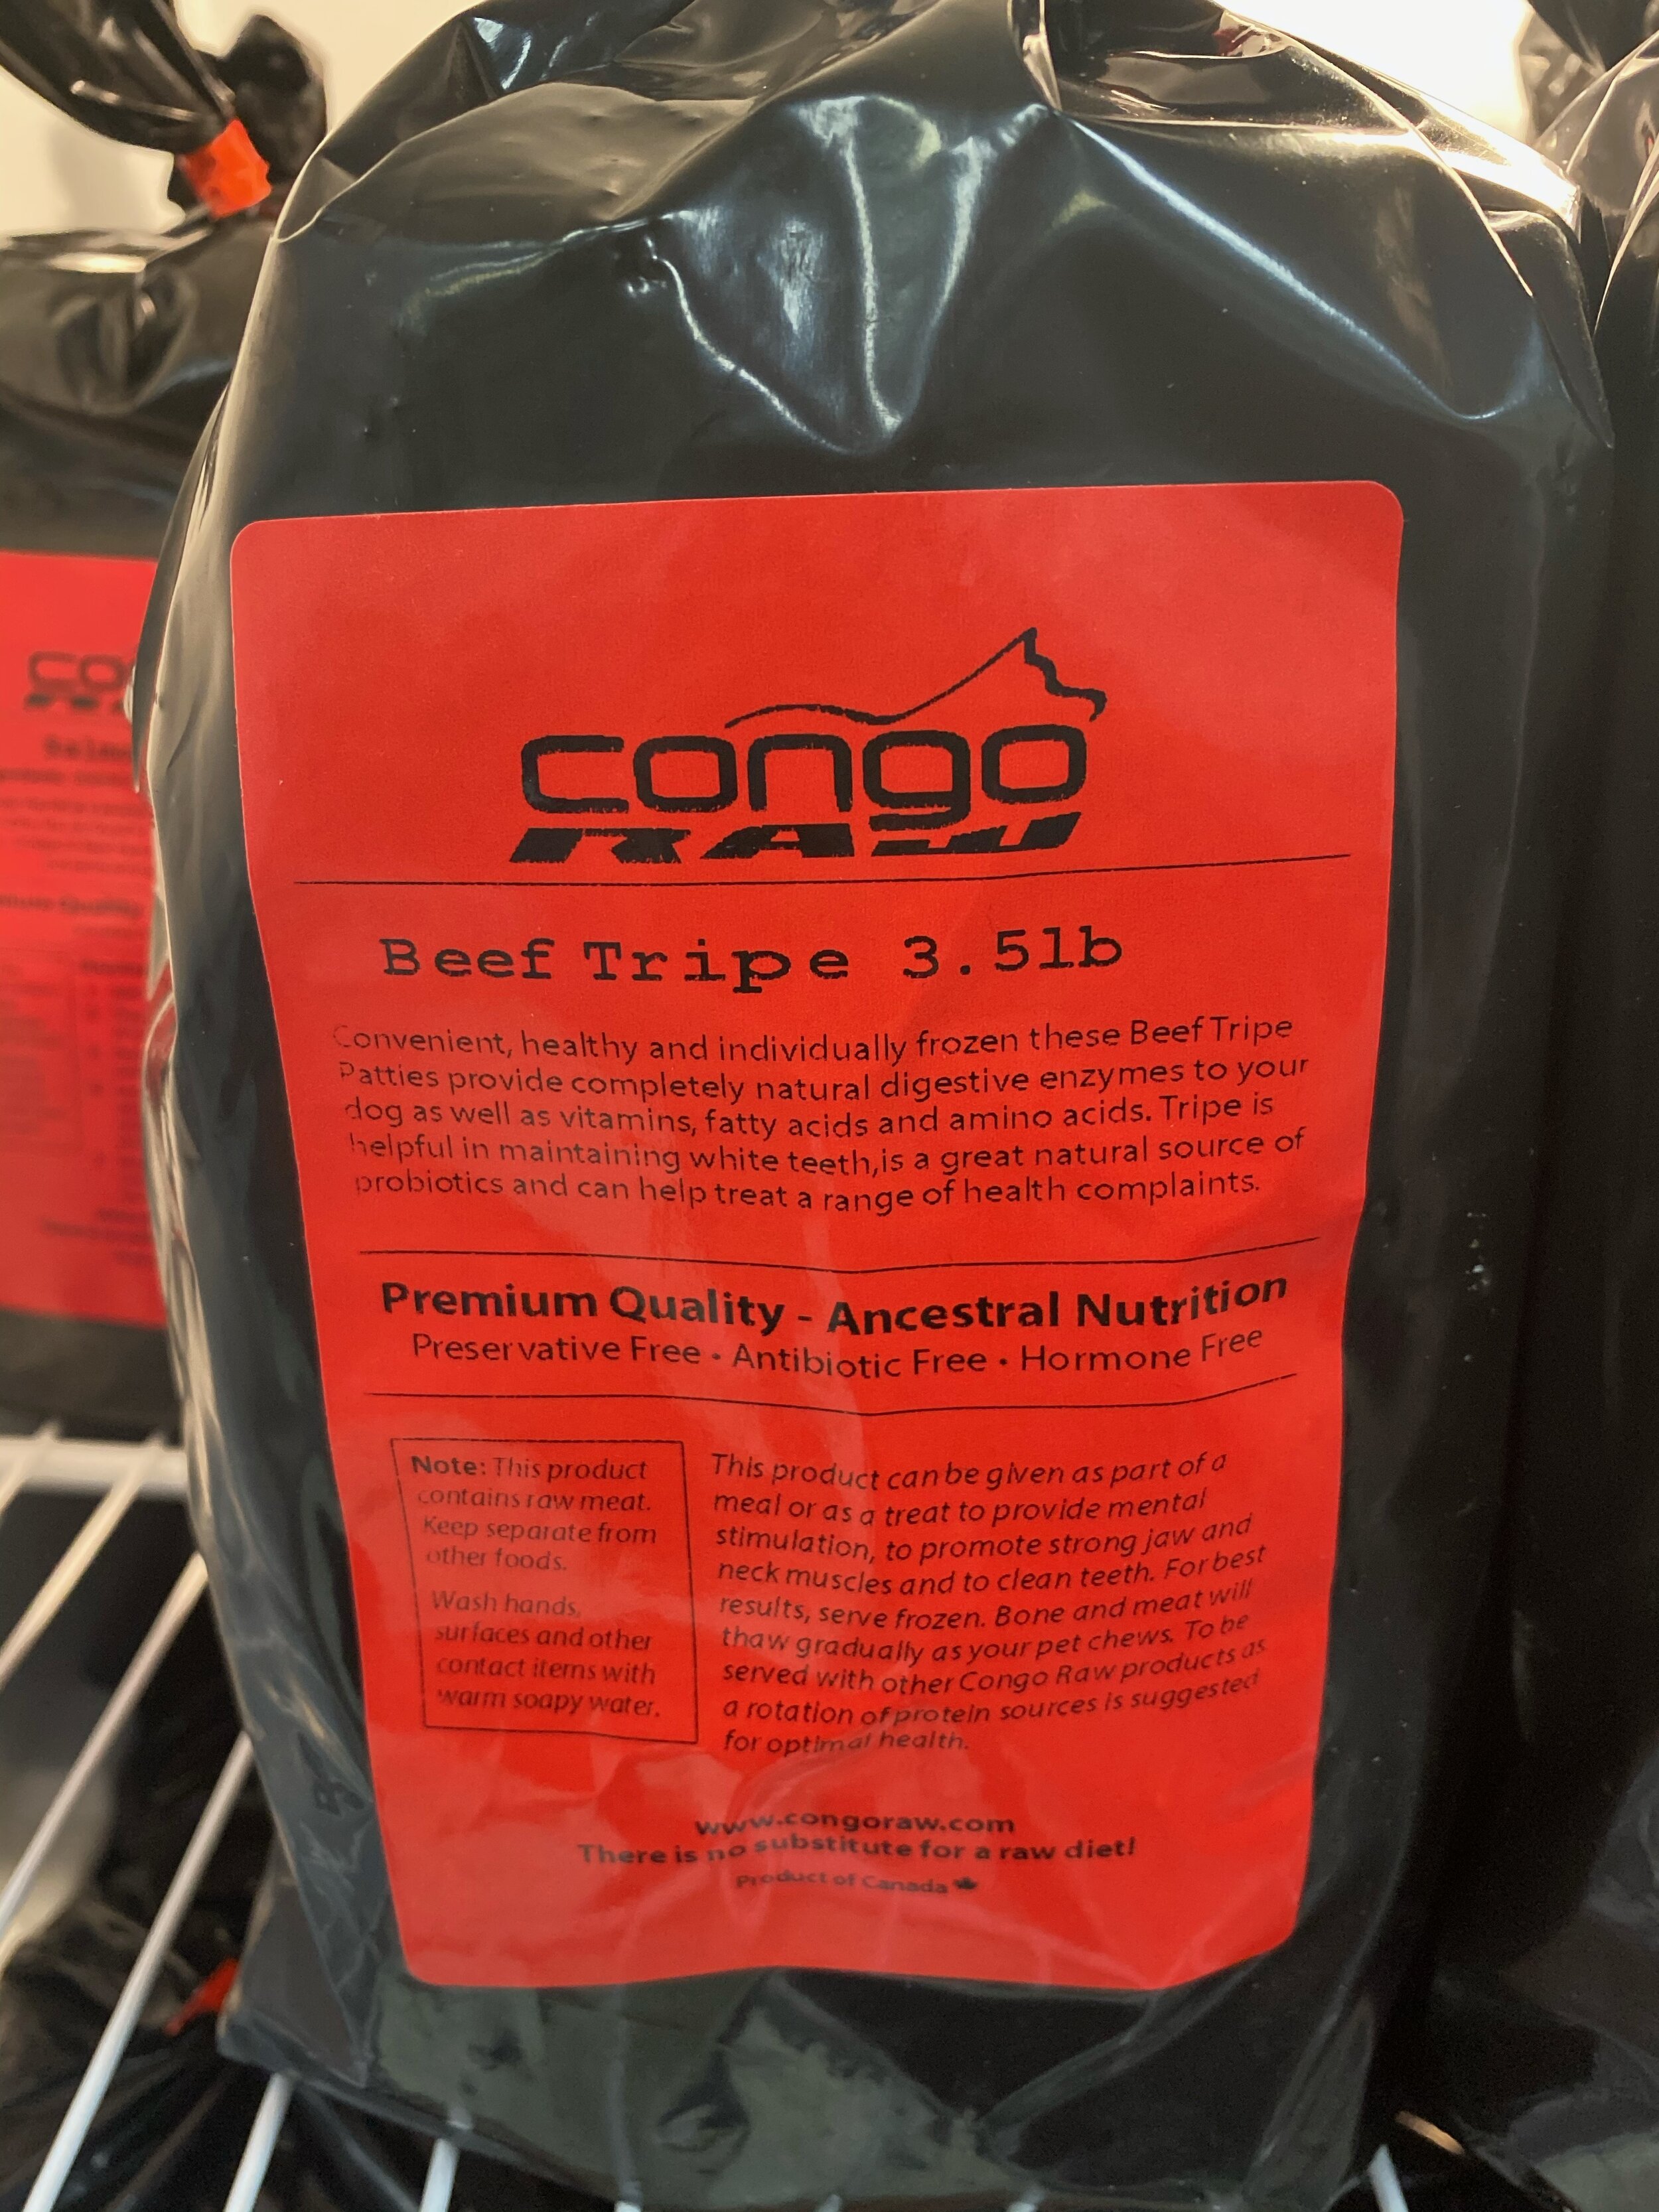 congo
RAW
Beef Tripe 3.5lb
Convenient, healthy and individually frozen these Beef Tripe
Patties provide completely natural digestive enzymes to your
dog as well as vitamins, fatty acids and amino acids. Tripe is
helpful in maintaining white teeth,is a great natural source of
probiotics and can help treat a range of health complaints.
Premium Quality - Ancestral Nutrition
Preservative Free • Antibiotic Free • Hormone Free
Note: This product
contains raw meat.
Keep separate from
other foods.
Wash hands,
surfaces and other
contact items with
warm soapy water.
This product can be given as part of a
meal or as a treat to provide mental
stimulation, to promote strong jaw and
neck muscles and to clean teeth. For best
results, serve frozen. Bone and meat will
thaw gradually as your pet chews. To be
served with other Congo Raw products as
a rotation of protein sources is suggested
for optimal health.
www.congoraw.com
There is no substitute for a raw diet!
Product of Canada